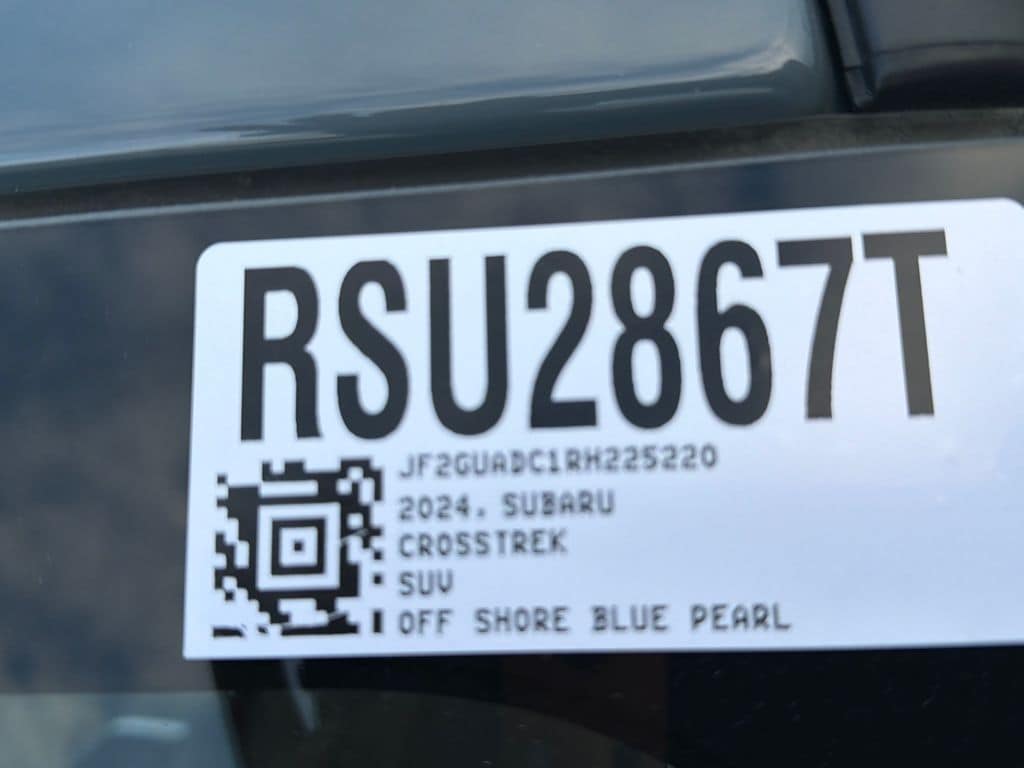 RSU2867T
JF2GUADC1RH225220
2024. SUBARU
CROSSTREK
SUV
OFF SHORE BLUE PEARL